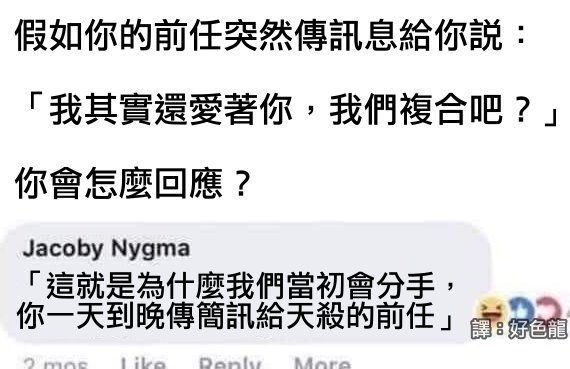 假如你的前任突然傳訊息給你説：
「我其實還愛著你，我們複合吧？」
你會怎麼回應？
Jacoby Nygma
「這就是為什麼我們當初會分手，
你一天到晚傳簡訊給天殺的前任」
譯：好色龍
2 mos Like Reply More